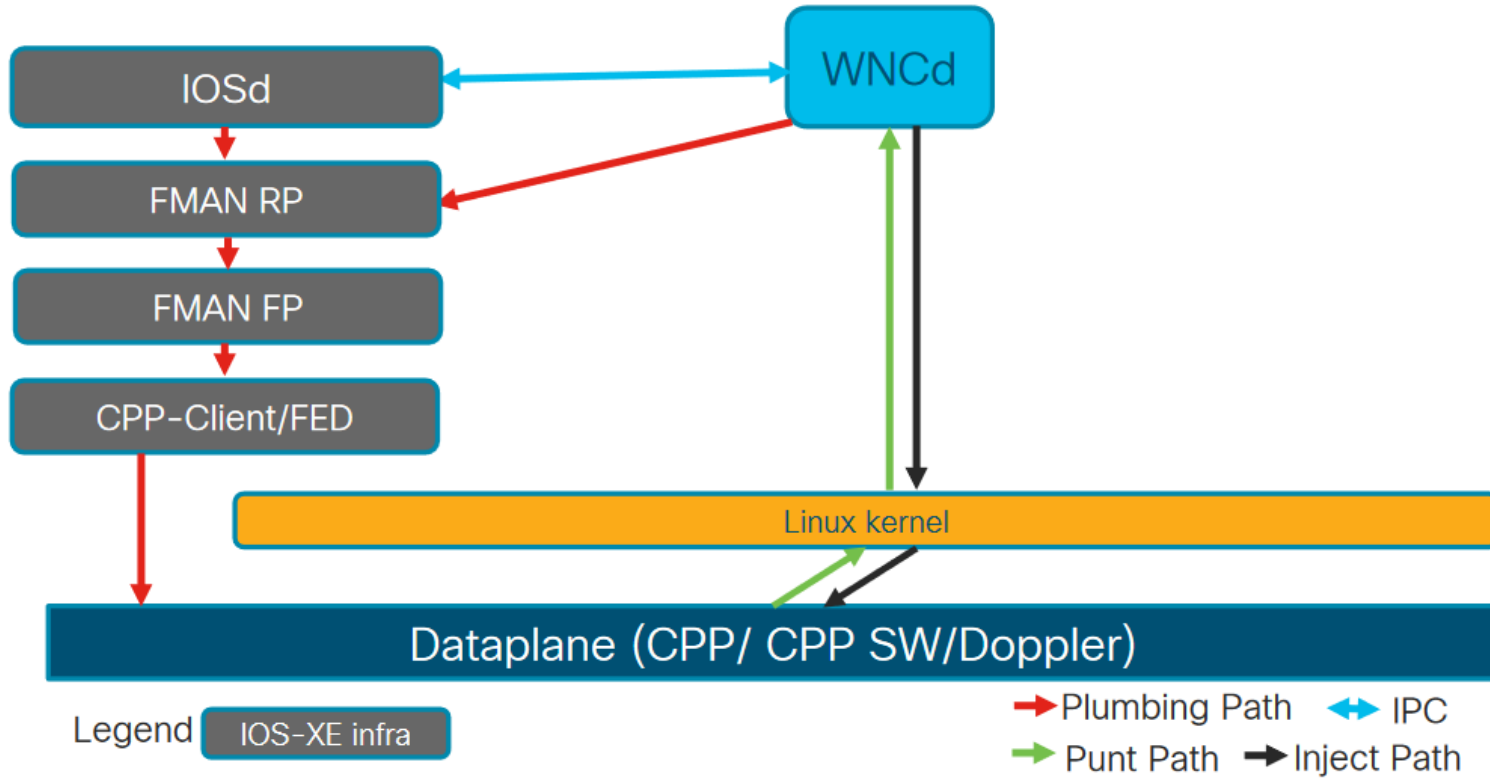 IOSd
WNCd
FMAN RP
FMAN FP
CPP-Client/FED
Linux kernel
Dataplane (CPP/ CPP SW/Doppler)
Legend IOS-XE infra
Plumbing Path IPC
Punt Path Inject Path